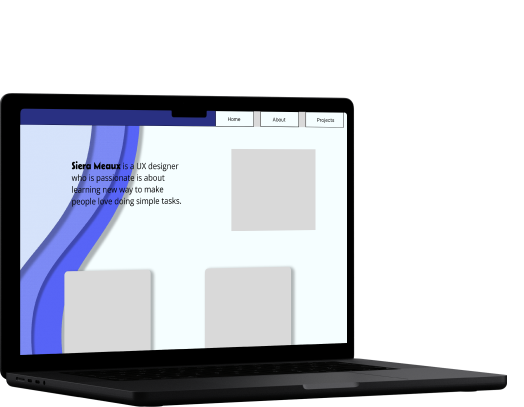 Home
About
Projects
Siera Meaux is a UX designer
who is passionate is about
learning new way to make
people love doing simple tasks.